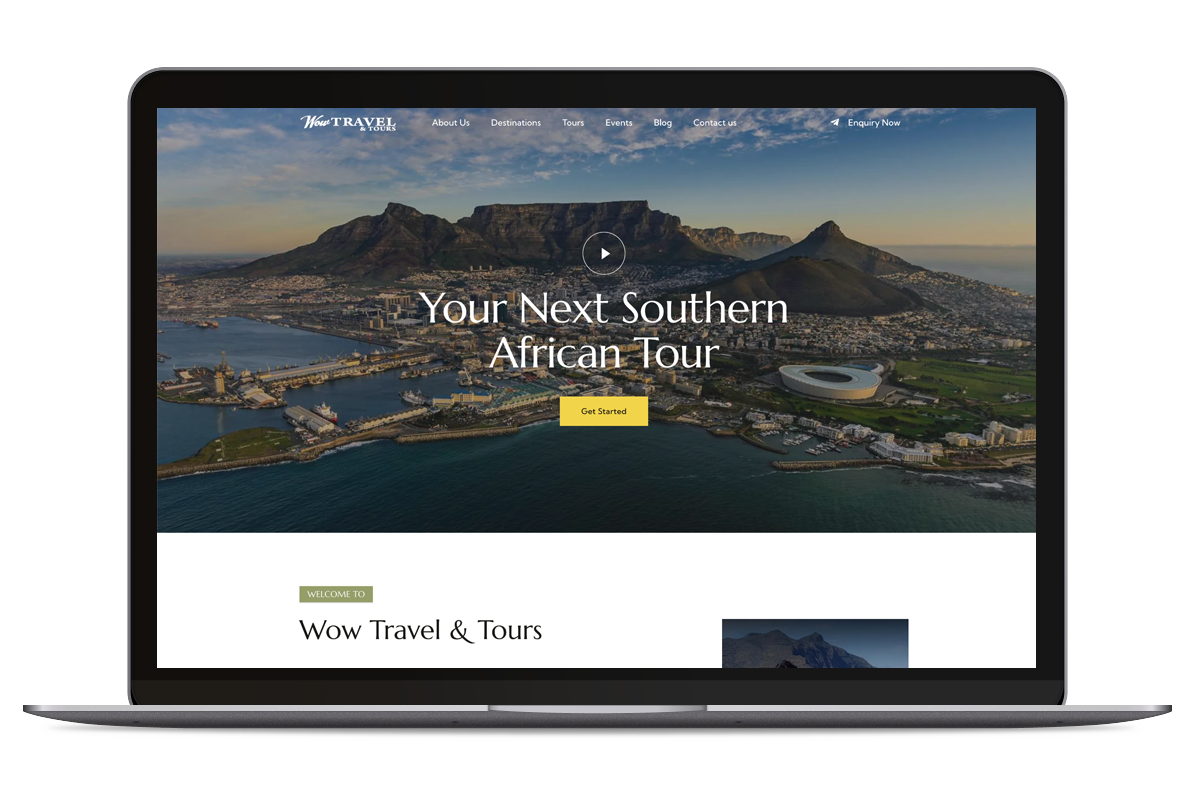 Wow TRAVEL
& TOURS
About Us Destinations Tours Events Blog Contact us Enquiry Now
Your Next Southern
African Tour
Get Started
WELCOME TO
Wow Travel & Tours